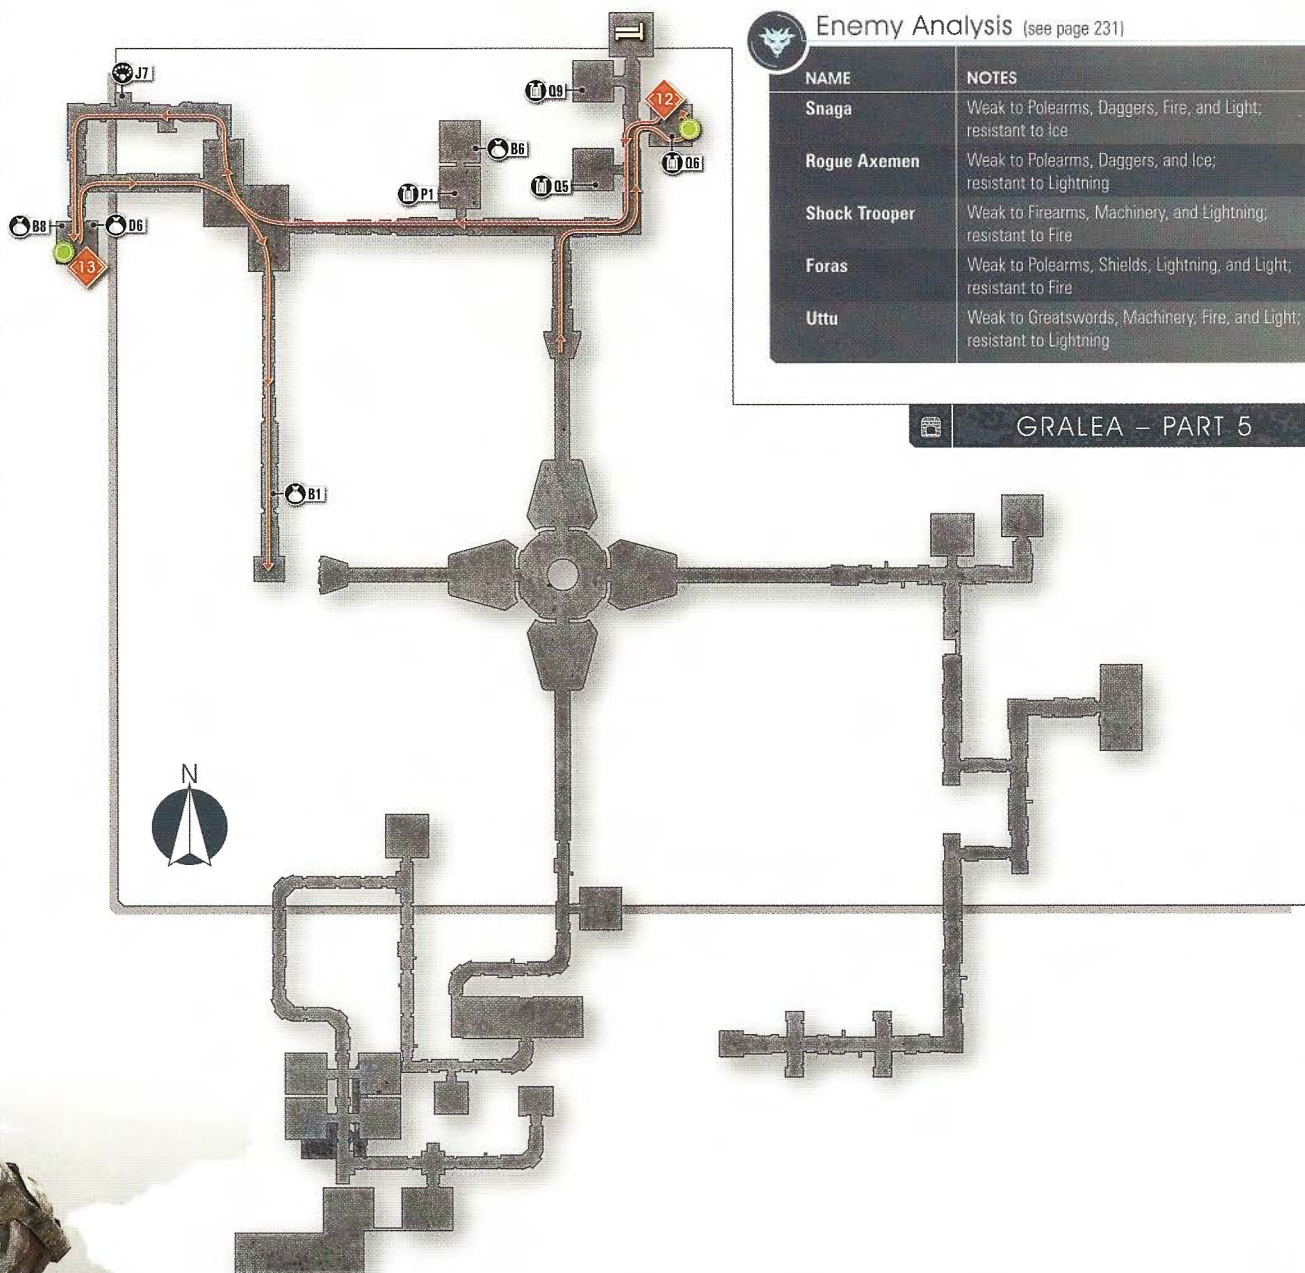 Enemy Analysis (see page 231)
NAME NOTES
Snaga Weak to Polearms, Daggers, Fire, and Light;
resistant to Ice
Rogue Axemen Weak to Polearms, Daggers, and Ice;
resistant to Lightning
Shock Trooper Weak to Firearms, Machinery, and Lightning;
resistant to Fire
Foras Weak to Polearms, Shields, Lightning, and Light;
resistant to Fire
Uttu Weak to Greatswords, Machinery, Fire, and Light;
resistant to Lightning
GRALEA – PART 5
J7
Q9
12
B6
Q6
P1
Q5
B8
D6
13
B1
N